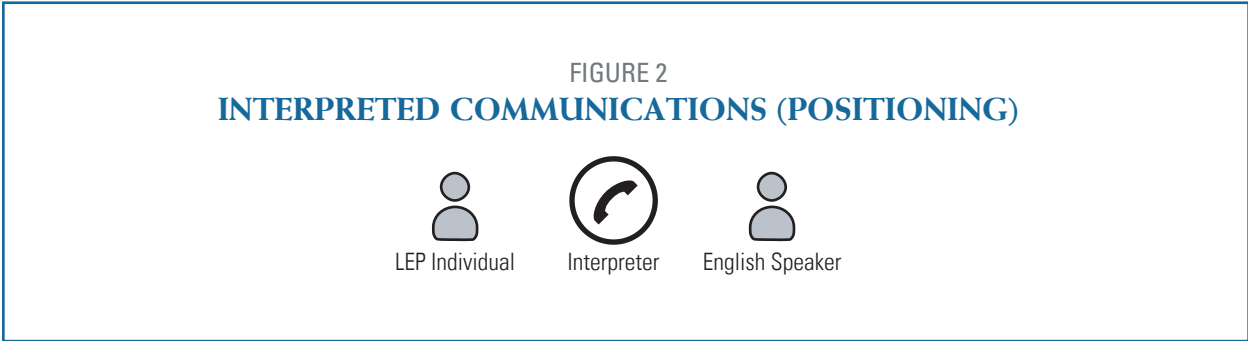 FIGURE 2
INTERPRETED COMMUNICATIONS (POSITIONING)
LEP Individual
Interpreter
English Speaker